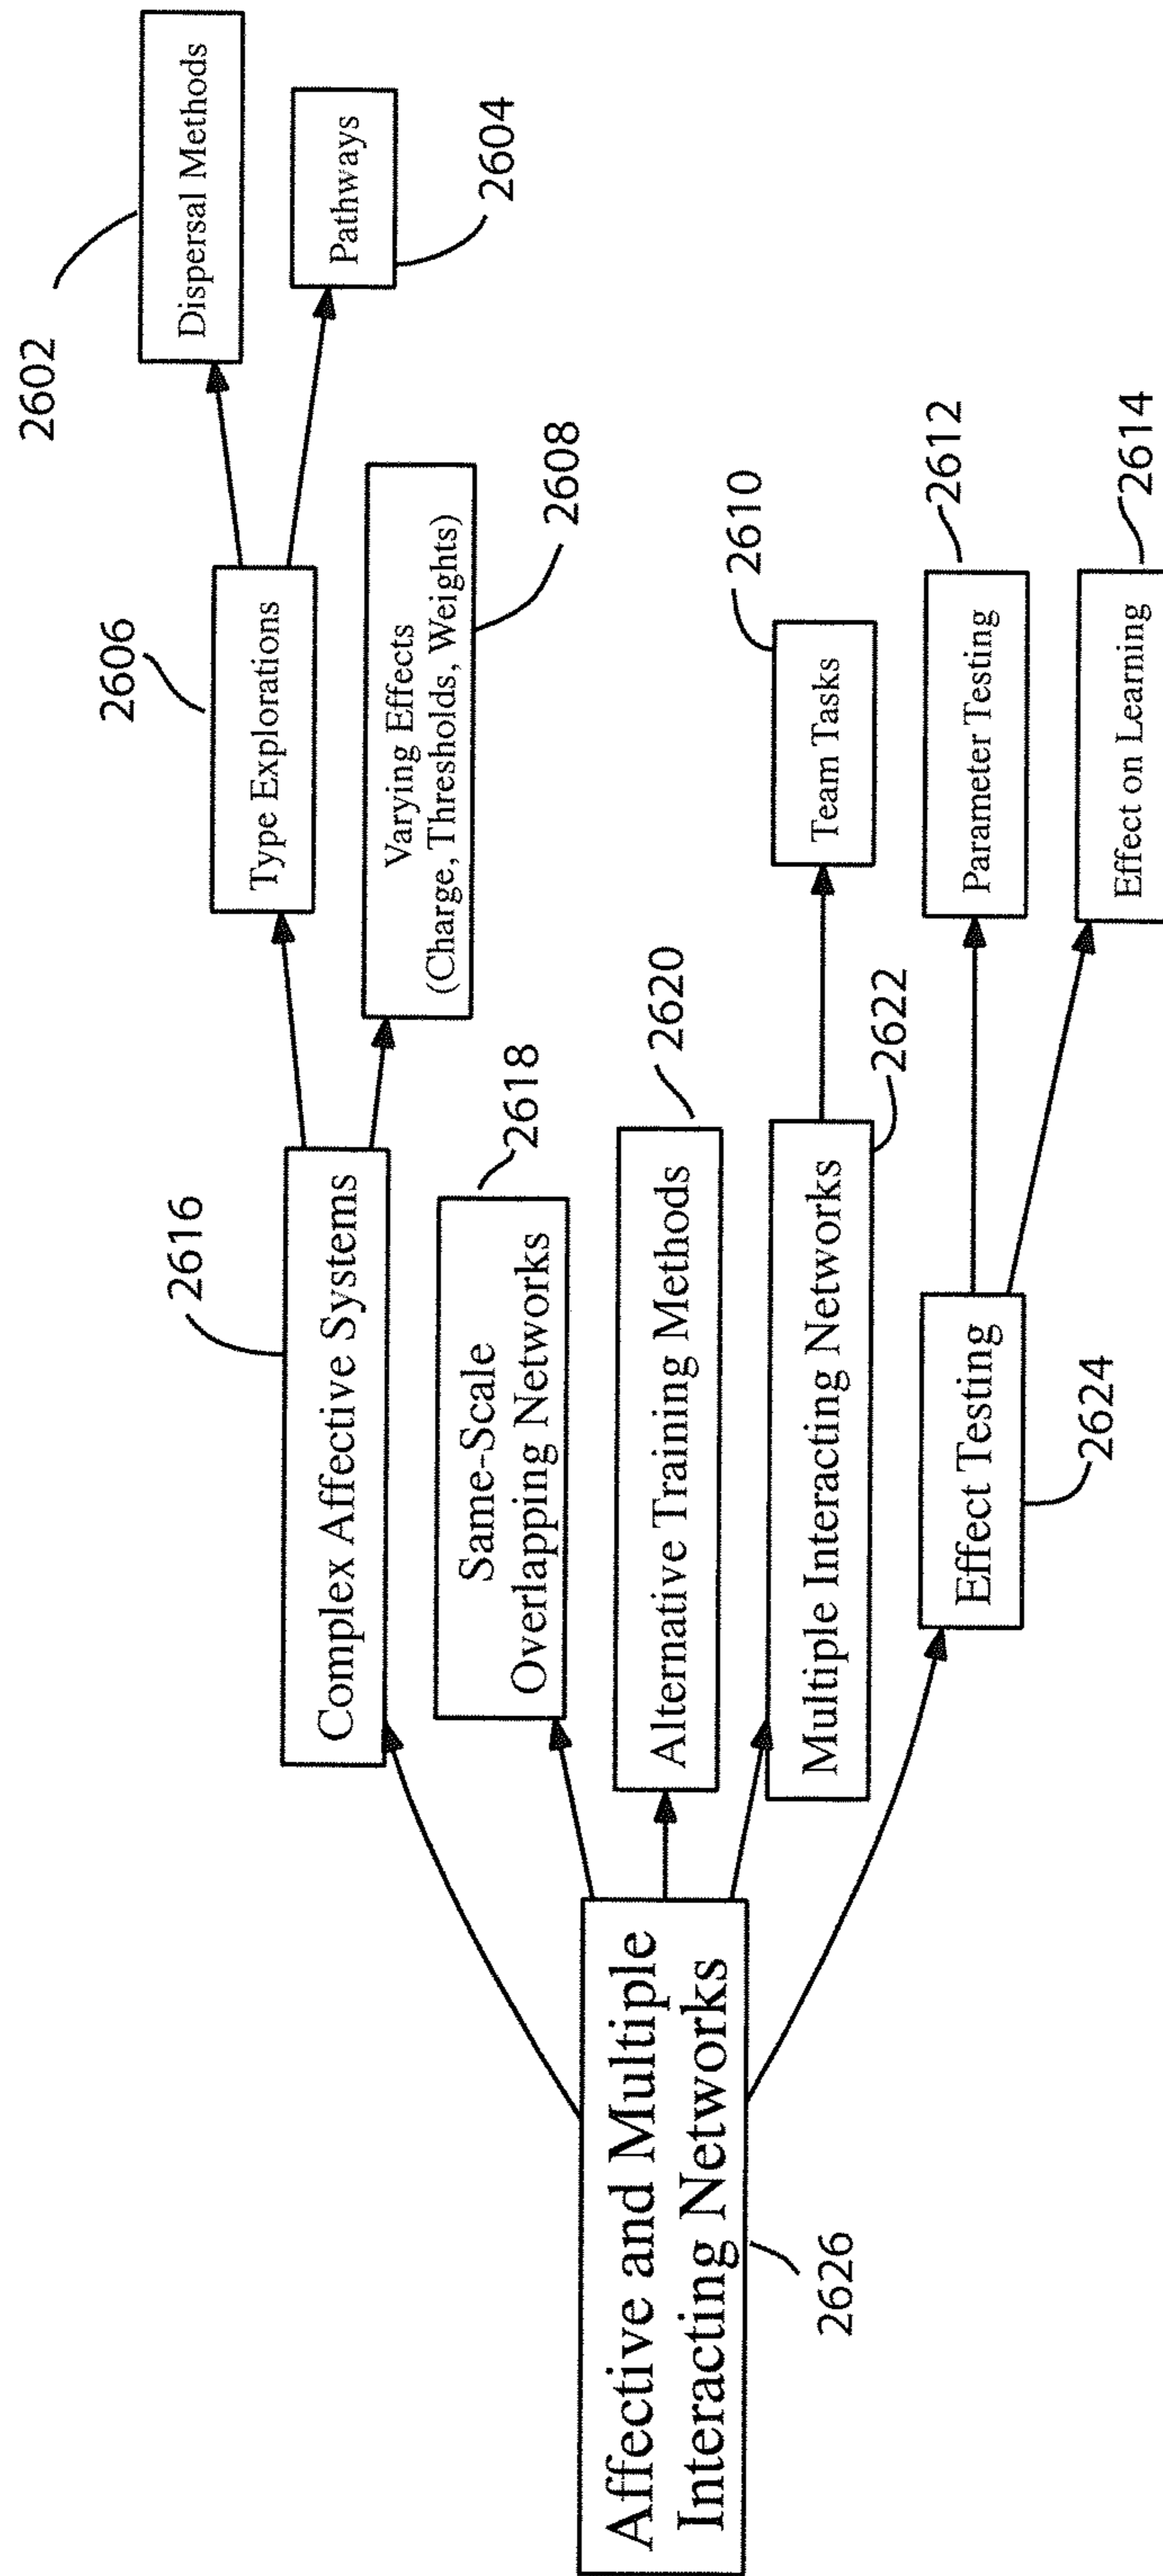 2602
Dispersal Methods
Pathways
2604
2606
Type Explorations
Varying Effects
(Charge, Thresholds, Weights)
2608
2616
Complex Affective Systems
Same-Scale
Overlapping Networks
2618
Alternative Training Methods
2620
Multiple Interacting Networks
2622
Team Tasks
2610
Parameter Testing
2612
Effect on Learning
2614
Effect Testing
2624
Affective and Multiple
Interacting Networks
2626